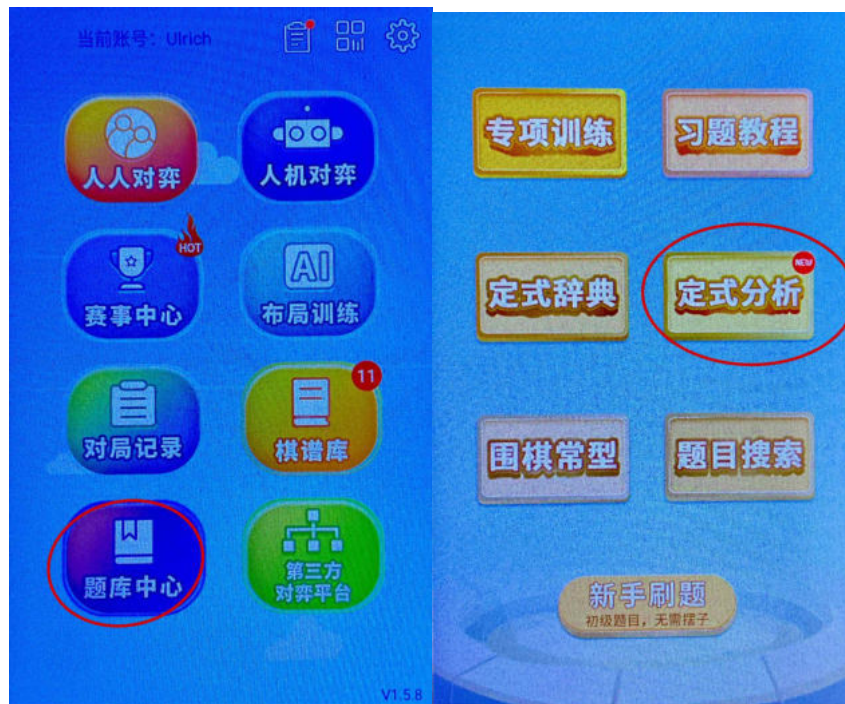 当前账号：Ulrich
人人对弈
人机对弈
HOT
赛事中心
AI
布局训练
对局记录
11
棋谱库
题库中心
第三方
对弈平台
V1.5.8
专项训练
习题教程
定式辞典
NEW
定式分析
围棋常型
题目搜索
新手刷题
初级题目，无需摆子